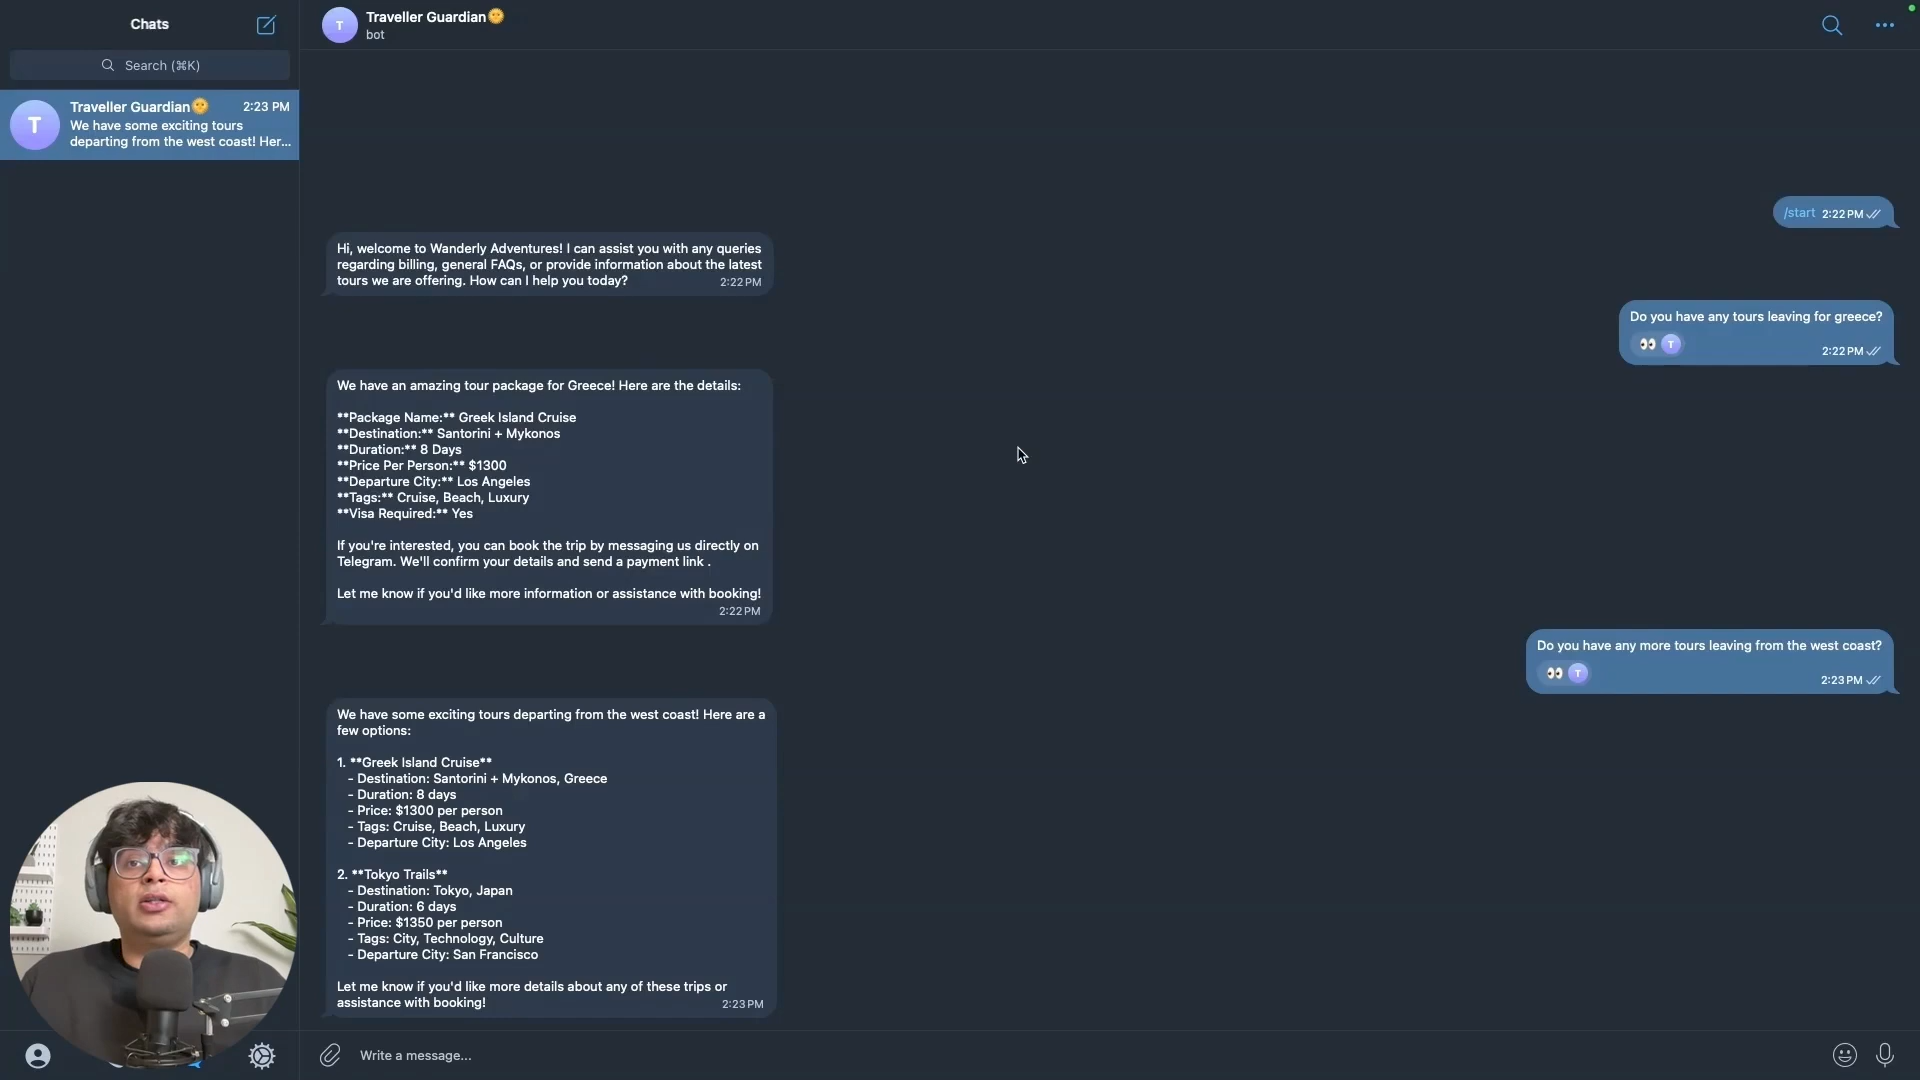 Chats
Search (⌘K)
T
Traveller Guardian🌞 2:23 PM
We have some exciting tours
departing from the west coast! Her...
T
Traveller Guardian🌞
bot
/start 2:22 PM
Hi, welcome to Wanderly Adventures! I can assist you with any queries
regarding billing, general FAQs, or provide information about the latest
tours we are offering. How can I help you today? 2:22 PM
Do you have any tours leaving for greece?
👀 T 2:22 PM
We have an amazing tour package for Greece! Here are the details:
**Package Name:** Greek Island Cruise
**Destination:** Santorini + Mykonos
**Duration:** 8 Days
**Price Per Person:** $1300
**Departure City:** Los Angeles
**Tags:** Cruise, Beach, Luxury
**Visa Required:** Yes
If you're interested, you can book the trip by messaging us directly on
Telegram. We'll confirm your details and send a payment link .
Let me know if you'd like more information or assistance with booking!
2:22 PM
Do you have any more tours leaving from the west coast?
👀 T 2:23 PM
We have some exciting tours departing from the west coast! Here are a
few options:
1. **Greek Island Cruise**
- Destination: Santorini + Mykonos, Greece
- Duration: 8 days
- Price: $1300 per person
- Tags: Cruise, Beach, Luxury
- Departure City: Los Angeles
2. **Tokyo Trails**
- Destination: Tokyo, Japan
- Duration: 6 days
- Price: $1350 per person
- Tags: City, Technology, Culture
- Departure City: San Francisco
Let me know if you'd like more details about any of these trips or
assistance with booking! 2:23 PM
Write a message...